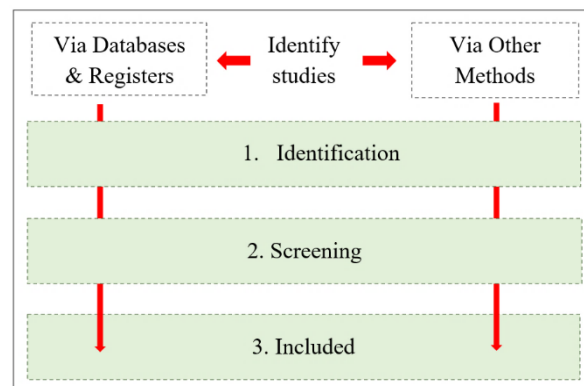 Via Databases
& Registers
Identify
studies
Via Other
Methods
1. Identification
2. Screening
3. Included